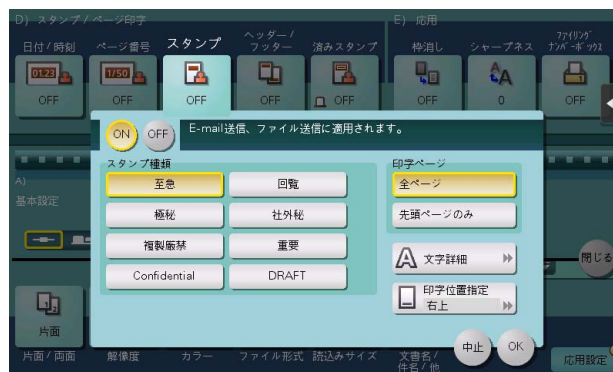 D) スタンプ/ページ印字
E) 応用
日付/時刻
ページ番号
スタンプ
ヘッダー/
フッター
済みスタンプ
枠消し
シャープネス
ファイリング
ナンバーボックス
01.23
1/50
OFF
OFF
OFF
OFF
OFF
OFF
0
OFF
ON
OFF
E-mail送信、ファイル送信に適用されます。
スタンプ種類
印字ページ
至急
回覧
全ページ
極秘
社外秘
先頭ページのみ
複製厳禁
重要
A 文字詳細
Confidential
DRAFT
印字位置指定
右上
中止
OK
A)
基本設定
閉じる
片面
片面/両面
解像度
カラー
ファイル形式
読込みサイズ
文書名/
件名/他
応用設定